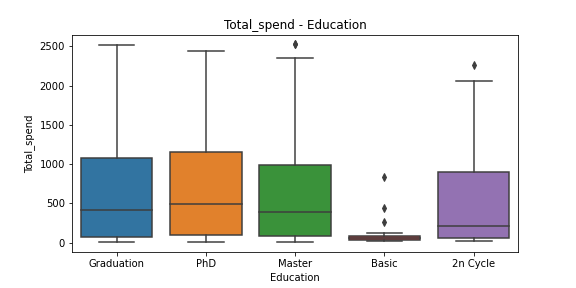 Total_spend - Education
Total_spend
2500
2000
1500
1000
500
0
Graduation PhD Master Basic 2n Cycle
Education